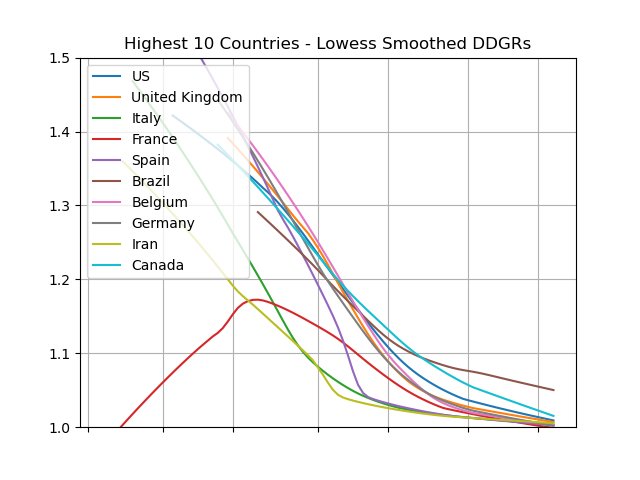 Highest 10 Countries - Lowess Smoothed DDGRs
1.5
1.4
1.3
1.2
1.1
1.0
US
United Kingdom
Italy
France
Spain
Brazil
Belgium
Germany
Iran
Canada